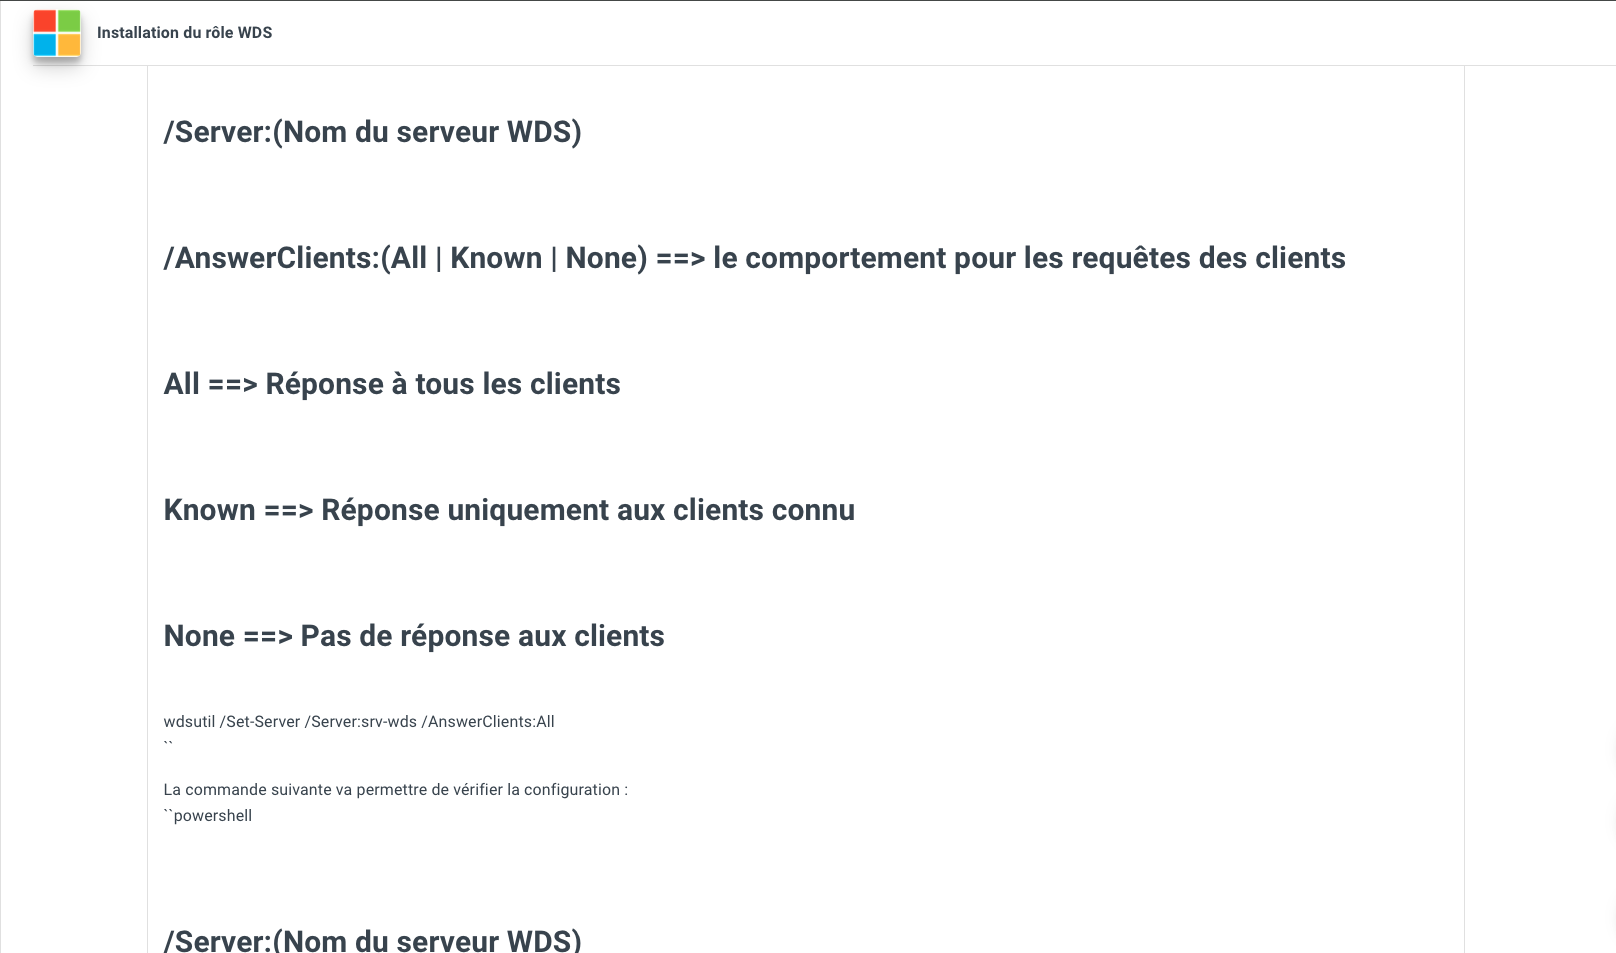 Installation du rôle WDS
/Server:(Nom du serveur WDS)
/AnswerClients:(All | Known | None) ==> le comportement pour les requêtes des clients
All ==> Réponse à tous les clients
Known ==> Réponse uniquement aux clients connu
None ==> Pas de réponse aux clients
wdsutil /Set-Server /Server:srv-wds /AnswerClients:All
``
La commande suivante va permettre de vérifier la configuration :
``powershell
/Server:(Nom du serveur WDS)